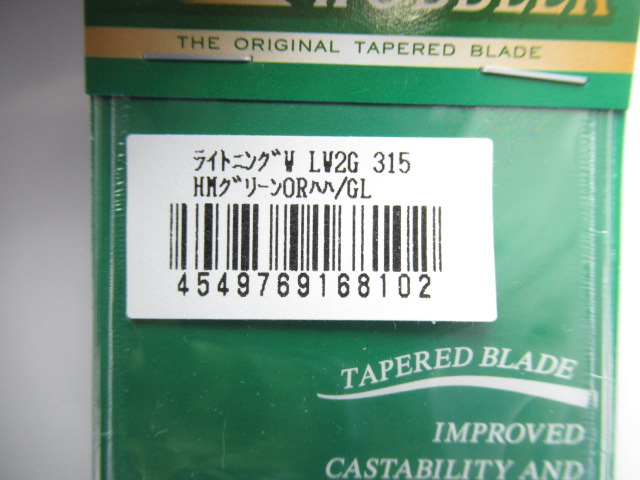 WOBBLER
THE ORIGINAL TAPERED BLADE
ﾗｲﾄﾆﾝｸﾞW LW2G 315
HMｸﾞﾘｰﾝORﾊﾊ/GL
4549769168102
TAPERED BLADE
IMPROVED
CASTABILITY AND